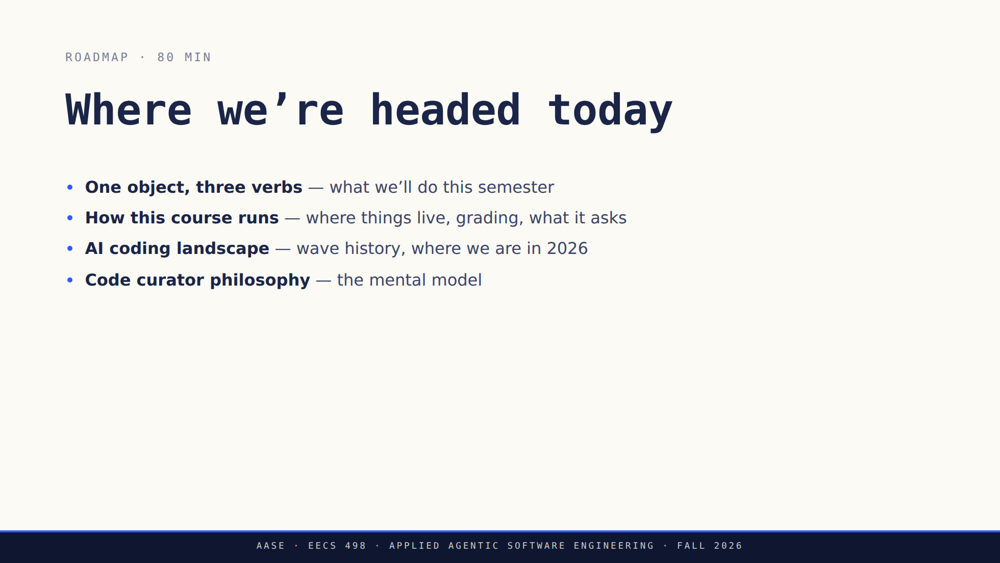 ROADMAP · 80 MIN
Where we’re headed today
• One object, three verbs — what we’ll do this semester
• How this course runs — where things live, grading, what it asks
• AI coding landscape — wave history, where we are in 2026
• Code curator philosophy — the mental model
AASE · EECS 498 · APPLIED AGENTIC SOFTWARE ENGINEERING · FALL 2026